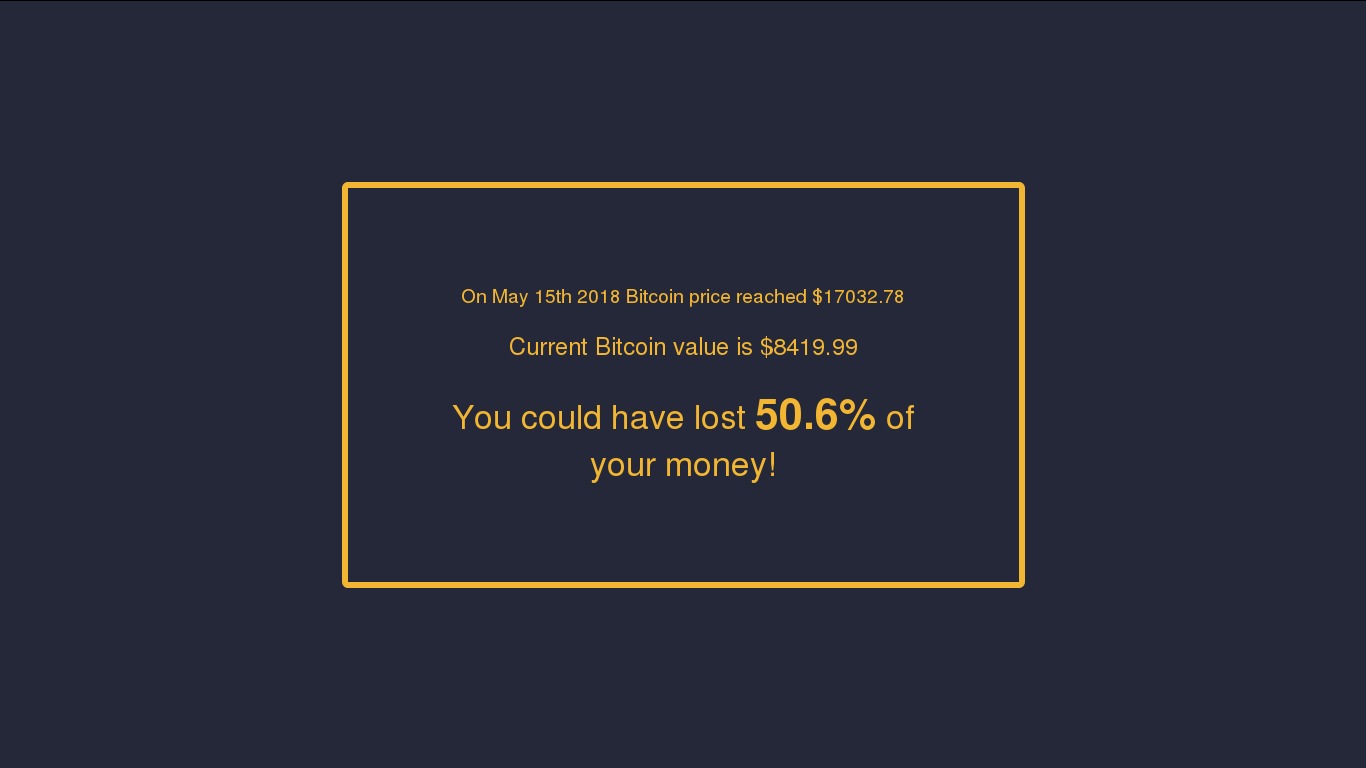 On May 15th 2018 Bitcoin price reached $17032.78
Current Bitcoin value is $8419.99
You could have lost 50.6% of
your money!